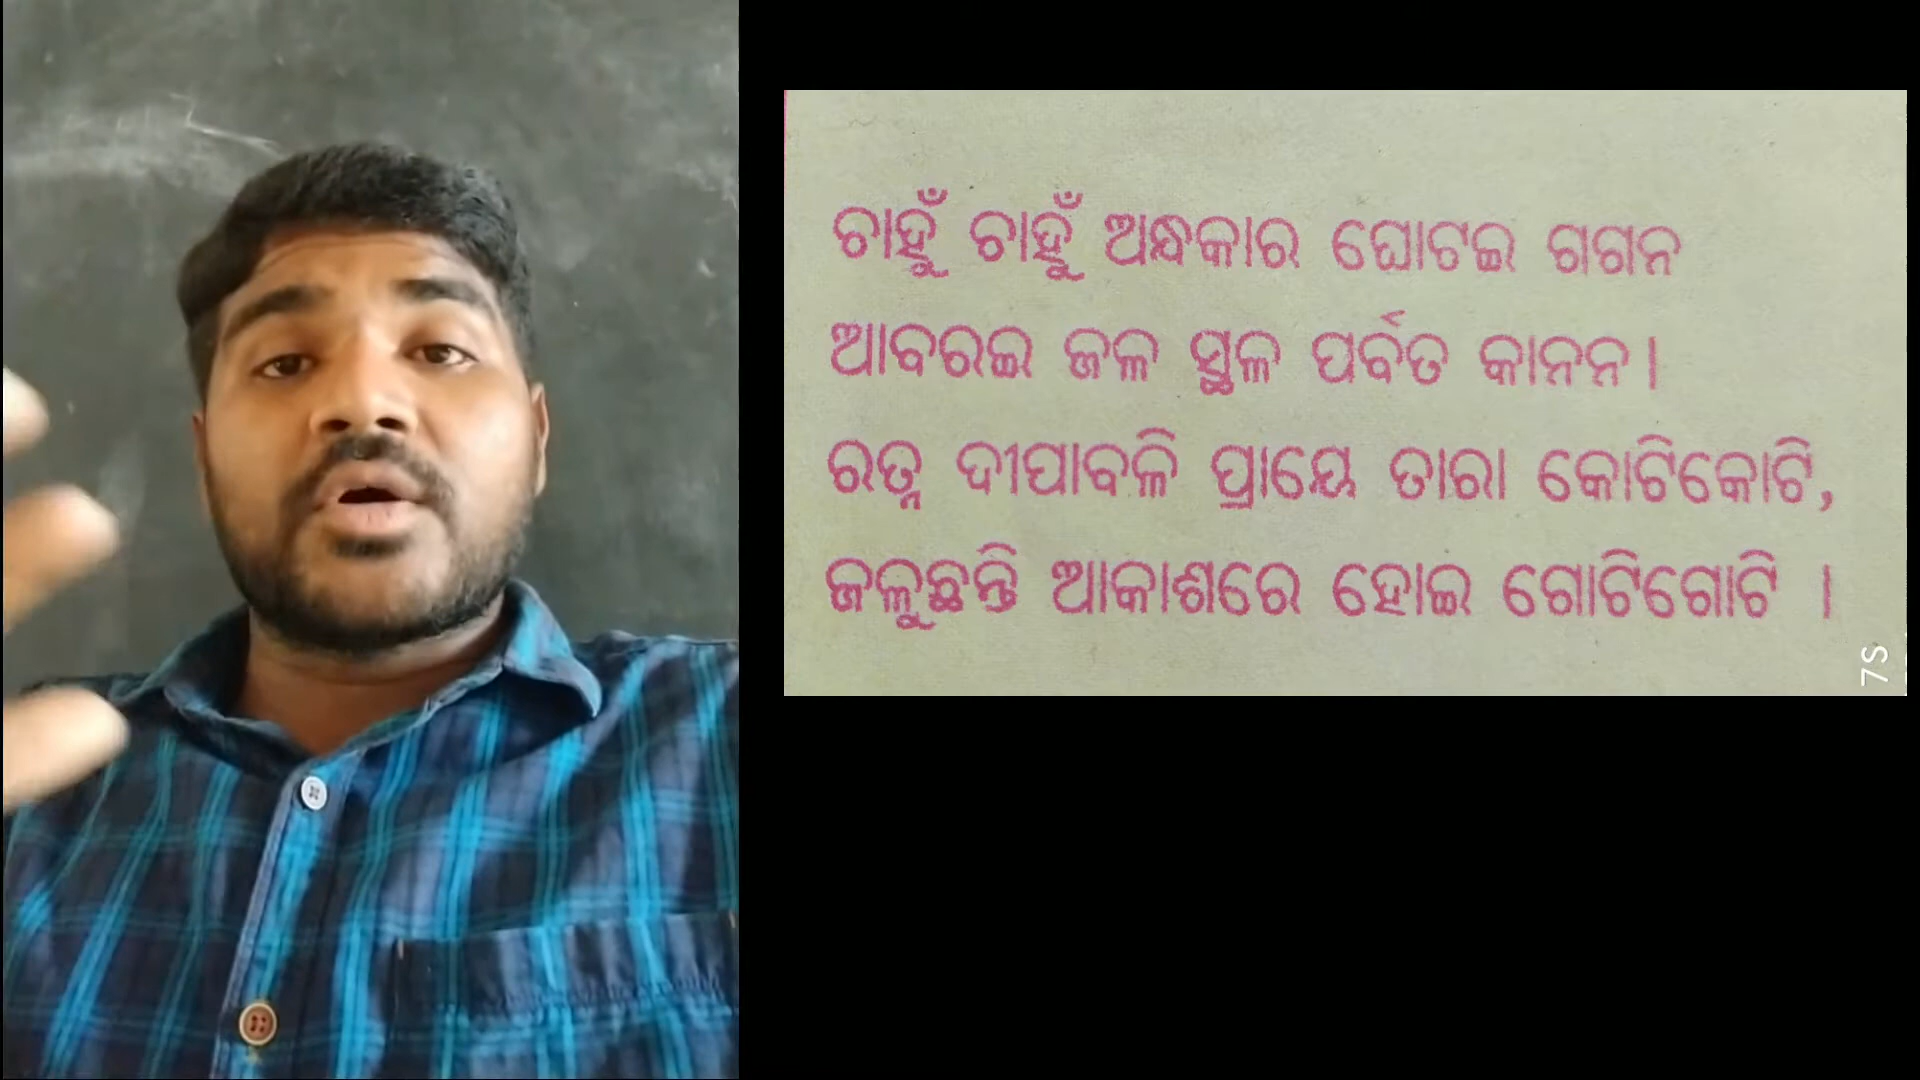 ଚାହୁଁ ଚାହୁଁ ଅନ୍ଧକାର ଘୋଟଇ ଗଗନ
ଆବରଇ ଜଳ ସ୍ଥଳ ପର୍ବତ କାନନ।
ରତ୍ନ ଦୀପାବଳି ପ୍ରାୟେ ତାରା କୋଟିକୋଟି,
ଜଳୁଛନ୍ତି ଆକାଶରେ ହୋଇ ଗୋଟିଗୋଟି ।
7S